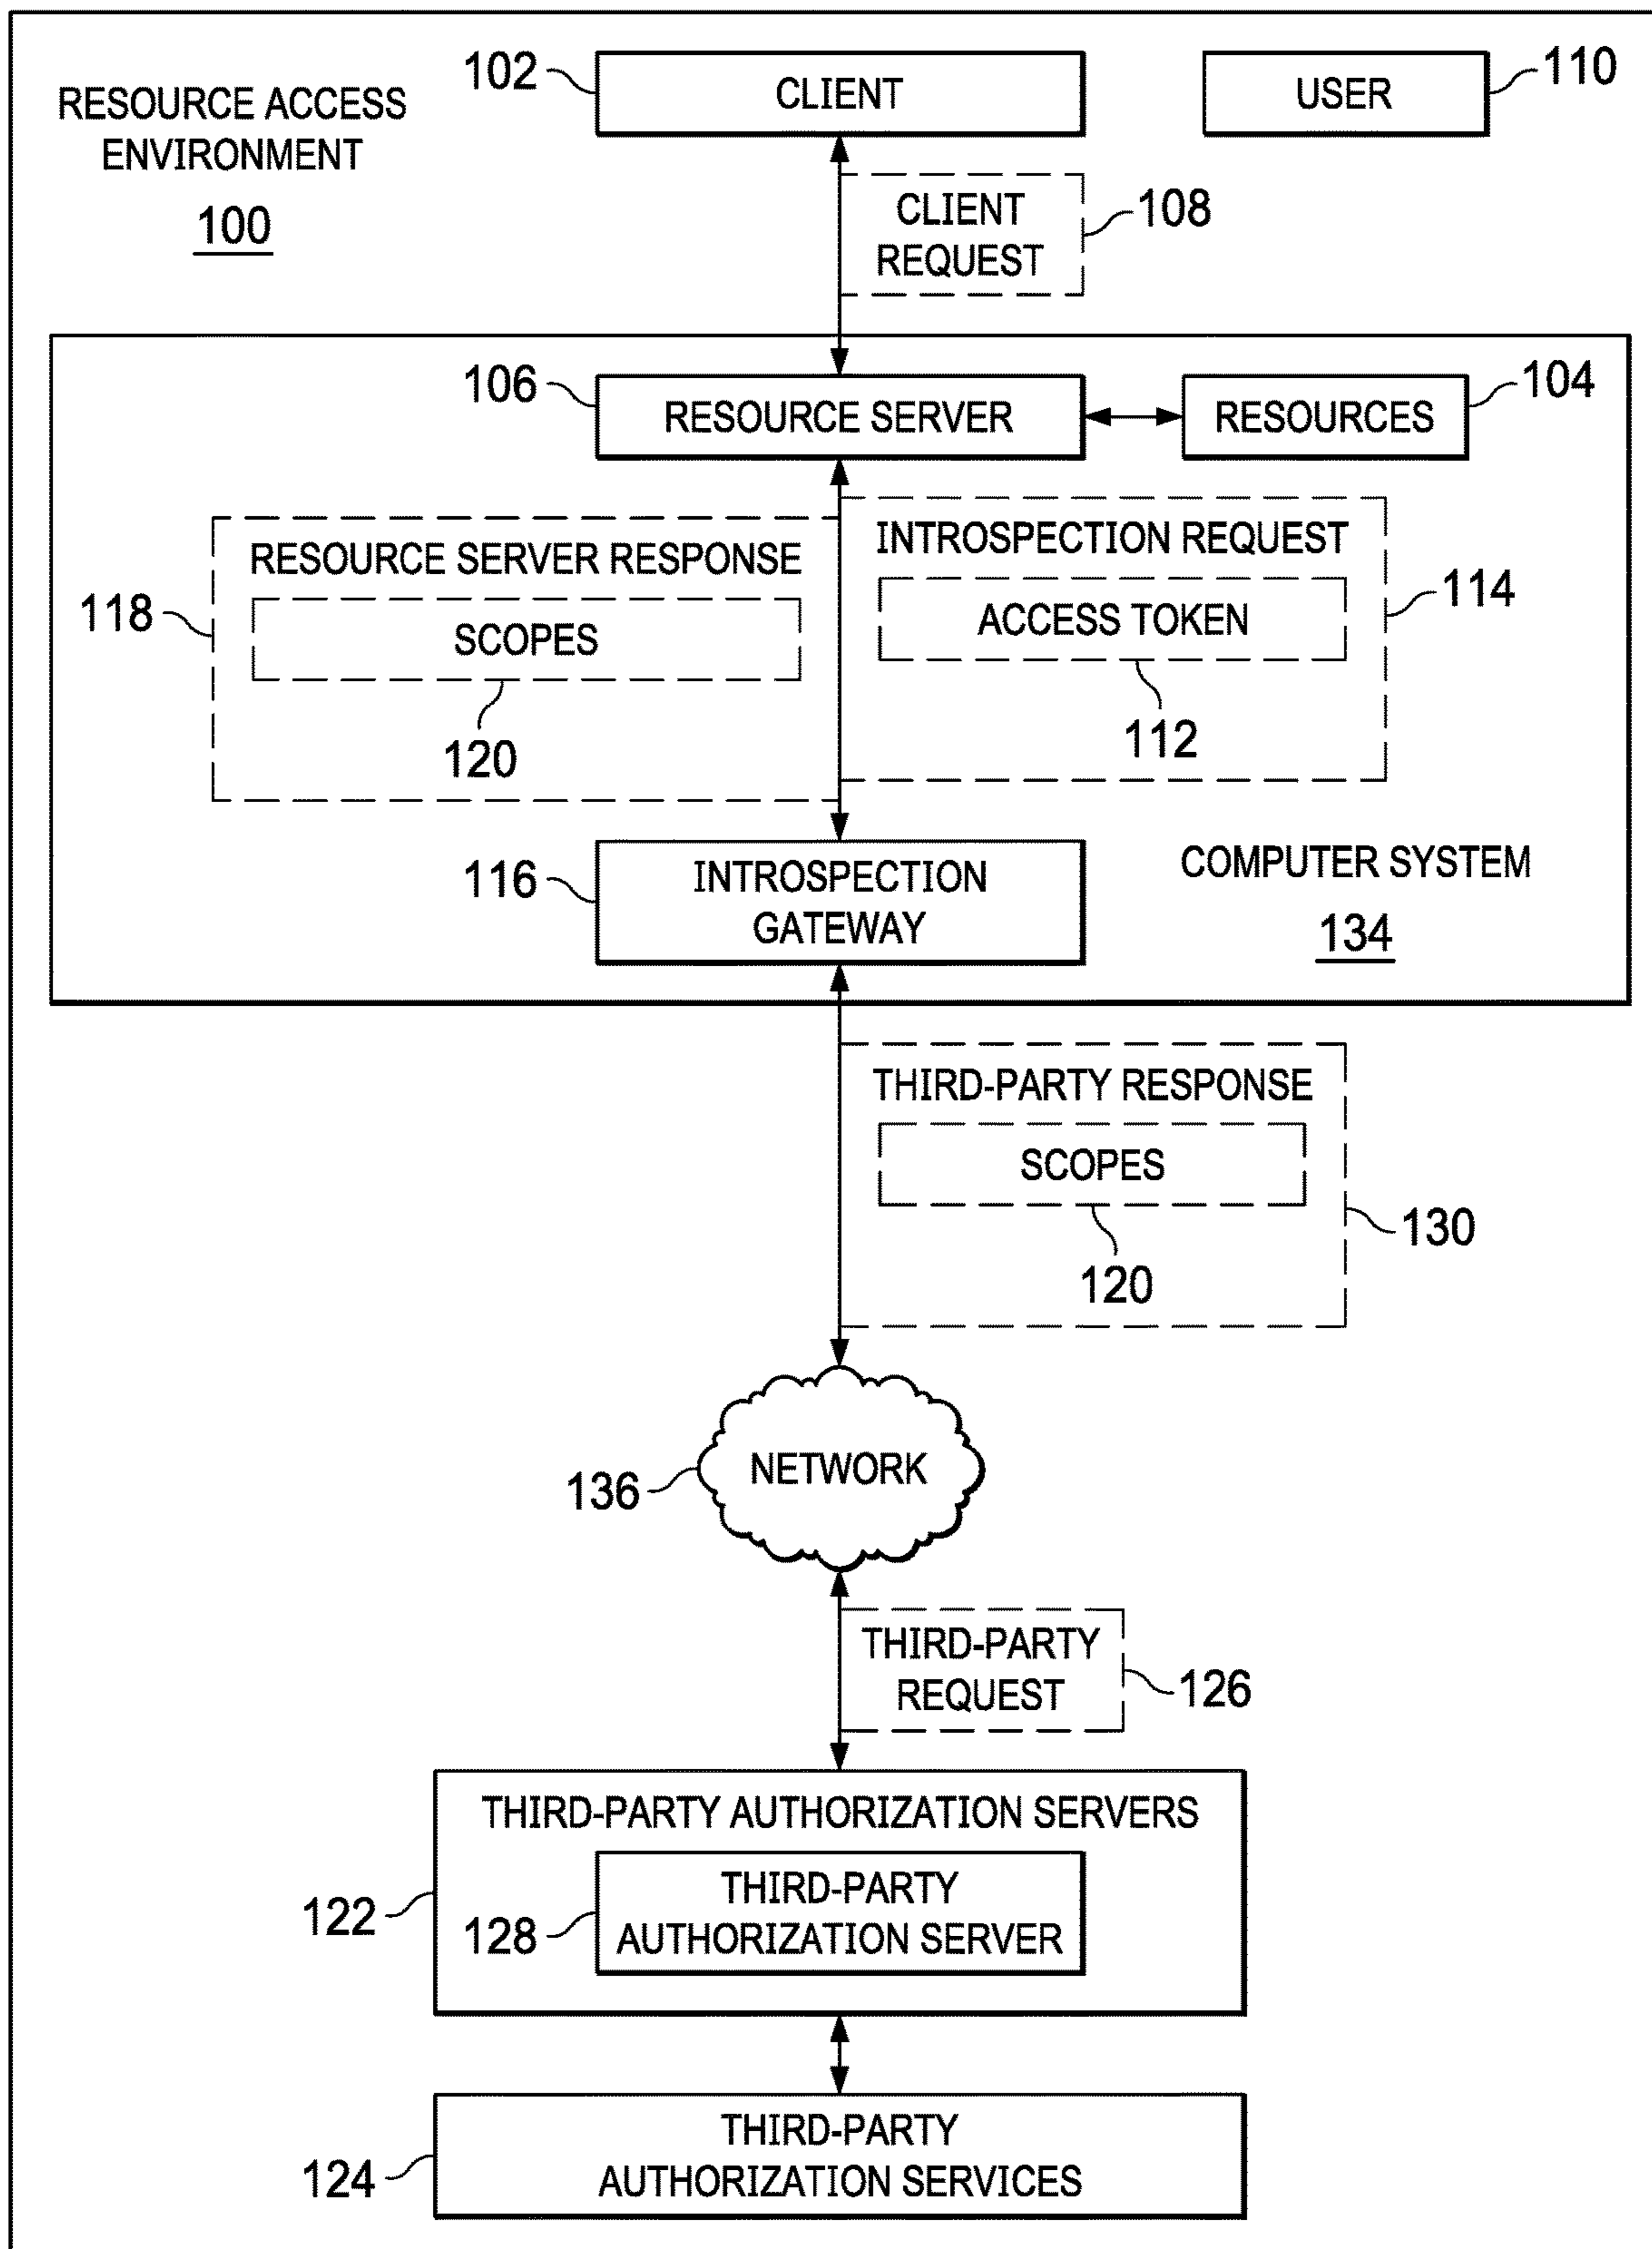 RESOURCE ACCESS
ENVIRONMENT
100
102
CLIENT
USER
110
CLIENT
REQUEST
108
106
RESOURCE SERVER
RESOURCES
104
RESOURCE SERVER RESPONSE
SCOPES
118
120
INTROSPECTION REQUEST
ACCESS TOKEN
114
112
116
INTROSPECTION
GATEWAY
COMPUTER SYSTEM
134
THIRD-PARTY RESPONSE
SCOPES
130
120
136
NETWORK
THIRD-PARTY
REQUEST
126
THIRD-PARTY AUTHORIZATION SERVERS
122
128
THIRD-PARTY
AUTHORIZATION SERVER
124
THIRD-PARTY
AUTHORIZATION SERVICES